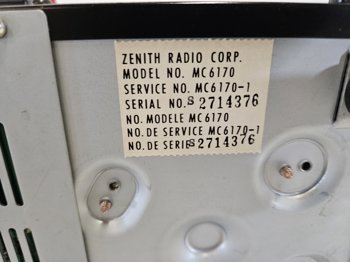 ZENITH RADIO CORP.
MODEL NO. MC6170
SERVICE NO. MC6170-1
SERIAL NO. S 2714376
NO. MODELE MC6170
NO. DE SERVICE MC6170-1
NO. DE SERIE S 2714376